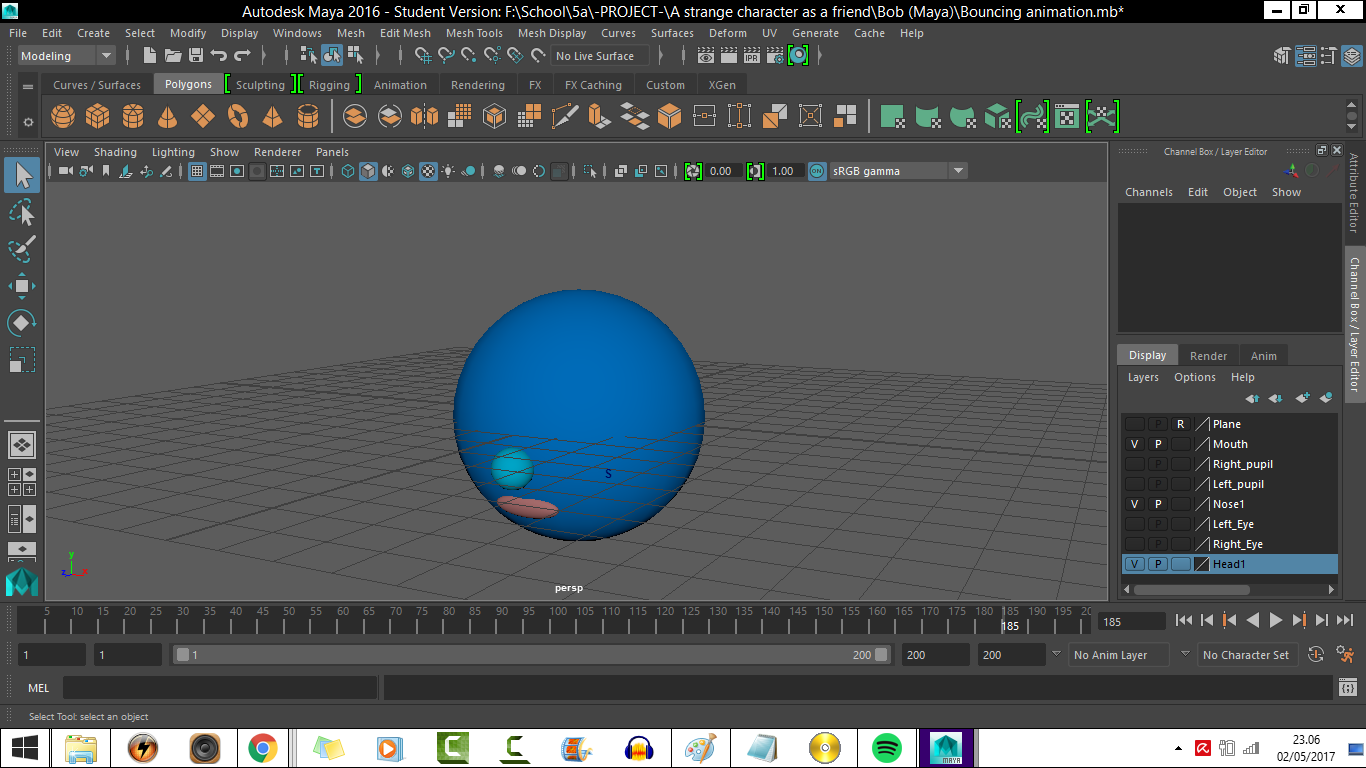 Autodesk Maya 2016 - Student Version: F:\School\5a\-PROJECT-\A strange character as a friend\Bob (Maya)\Bouncing animation.mb*
File Edit Create Select Modify Display Windows Mesh Edit Mesh Mesh Tools Mesh Display Curves Surfaces Deform UV Generate Cache Help
Modeling No Live Surface IPR
Curves / Surfaces Polygons Sculpting Rigging Animation Rendering FX FX Caching Custom XGen
View Shading Lighting Show Renderer Panels
0.00 1.00 ON sRGB gamma
Channel Box / Layer Editor
Channels Edit Object Show
Attribute Editor
Channel Box / Layer Editor
S
y
z x
persp
Display Render Anim
Layers Options Help
P R Plane
V P Mouth
P Right_pupil
P Left_pupil
V P Nose1
P Left_Eye
P Right_Eye
V P Head1
5 10 15 20 25 30 35 40 45 50 55 60 65 70 75 80 85 90 95 100 105 110 115 120 125 130 135 140 145 150 155 160 165 170 175 180 185 190 195 20
185
185
1 1 1 200 200 200 No Anim Layer No Character Set
MEL
Select Tool: select an object
MAYA
23.06
02/05/2017